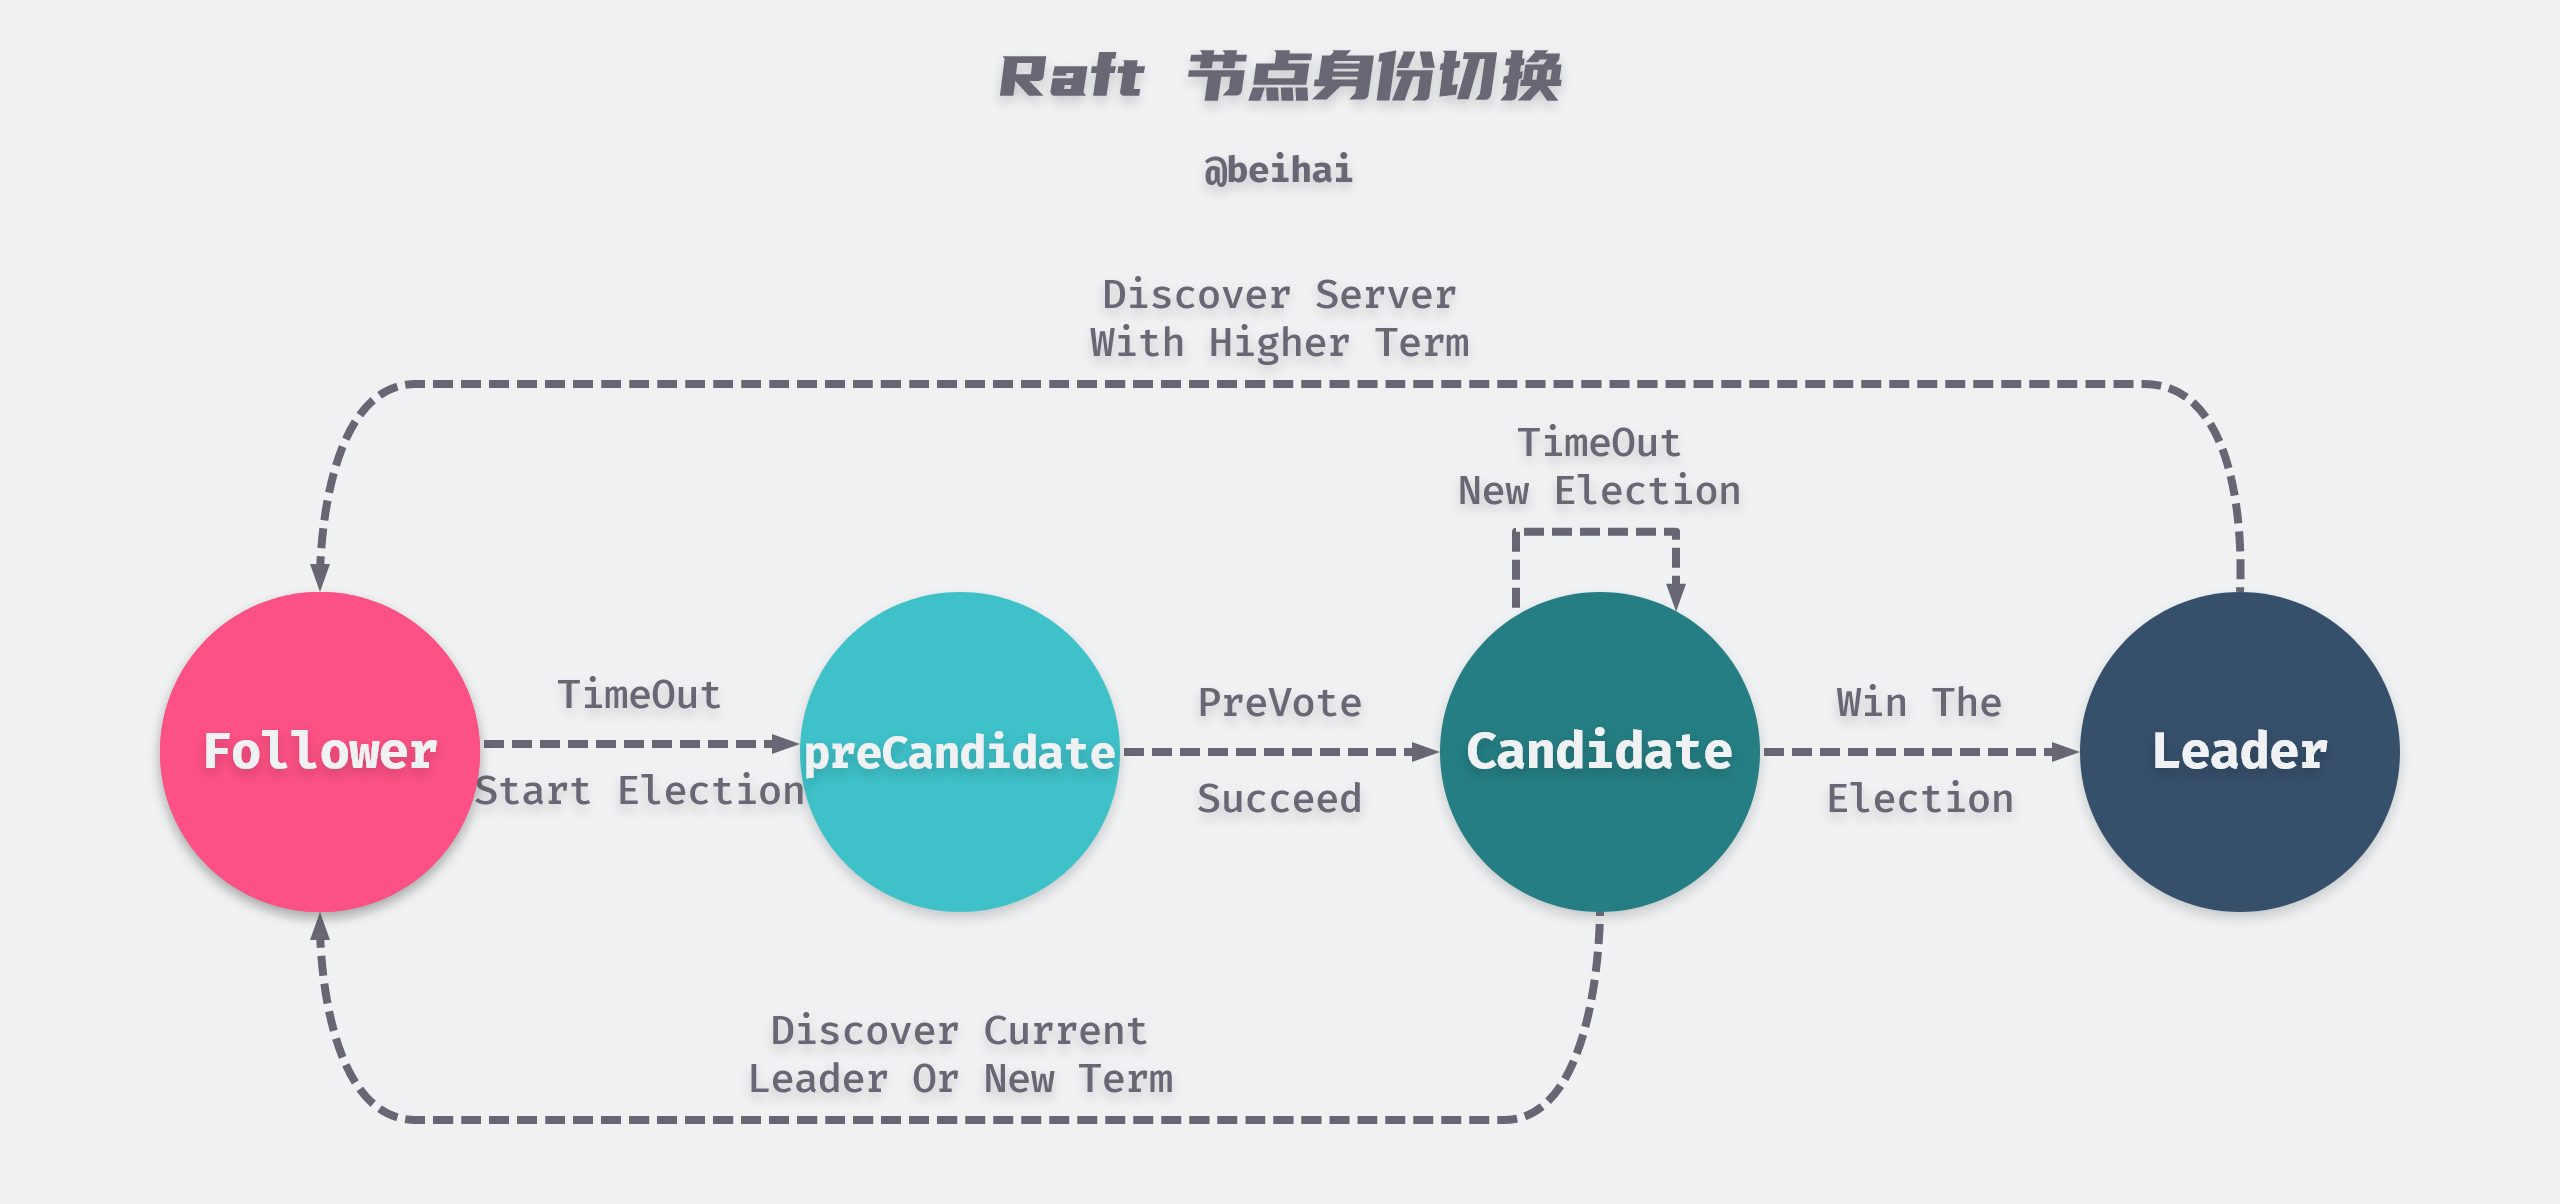 Raft 节点身份切换
@beihai
Discover Server
With Higher Term
TimeOut
New Election
TimeOut
Start Election
PreVote
Succeed
Win The
Election
Follower
preCandidate
Candidate
Leader
Discover Current
Leader Or New Term